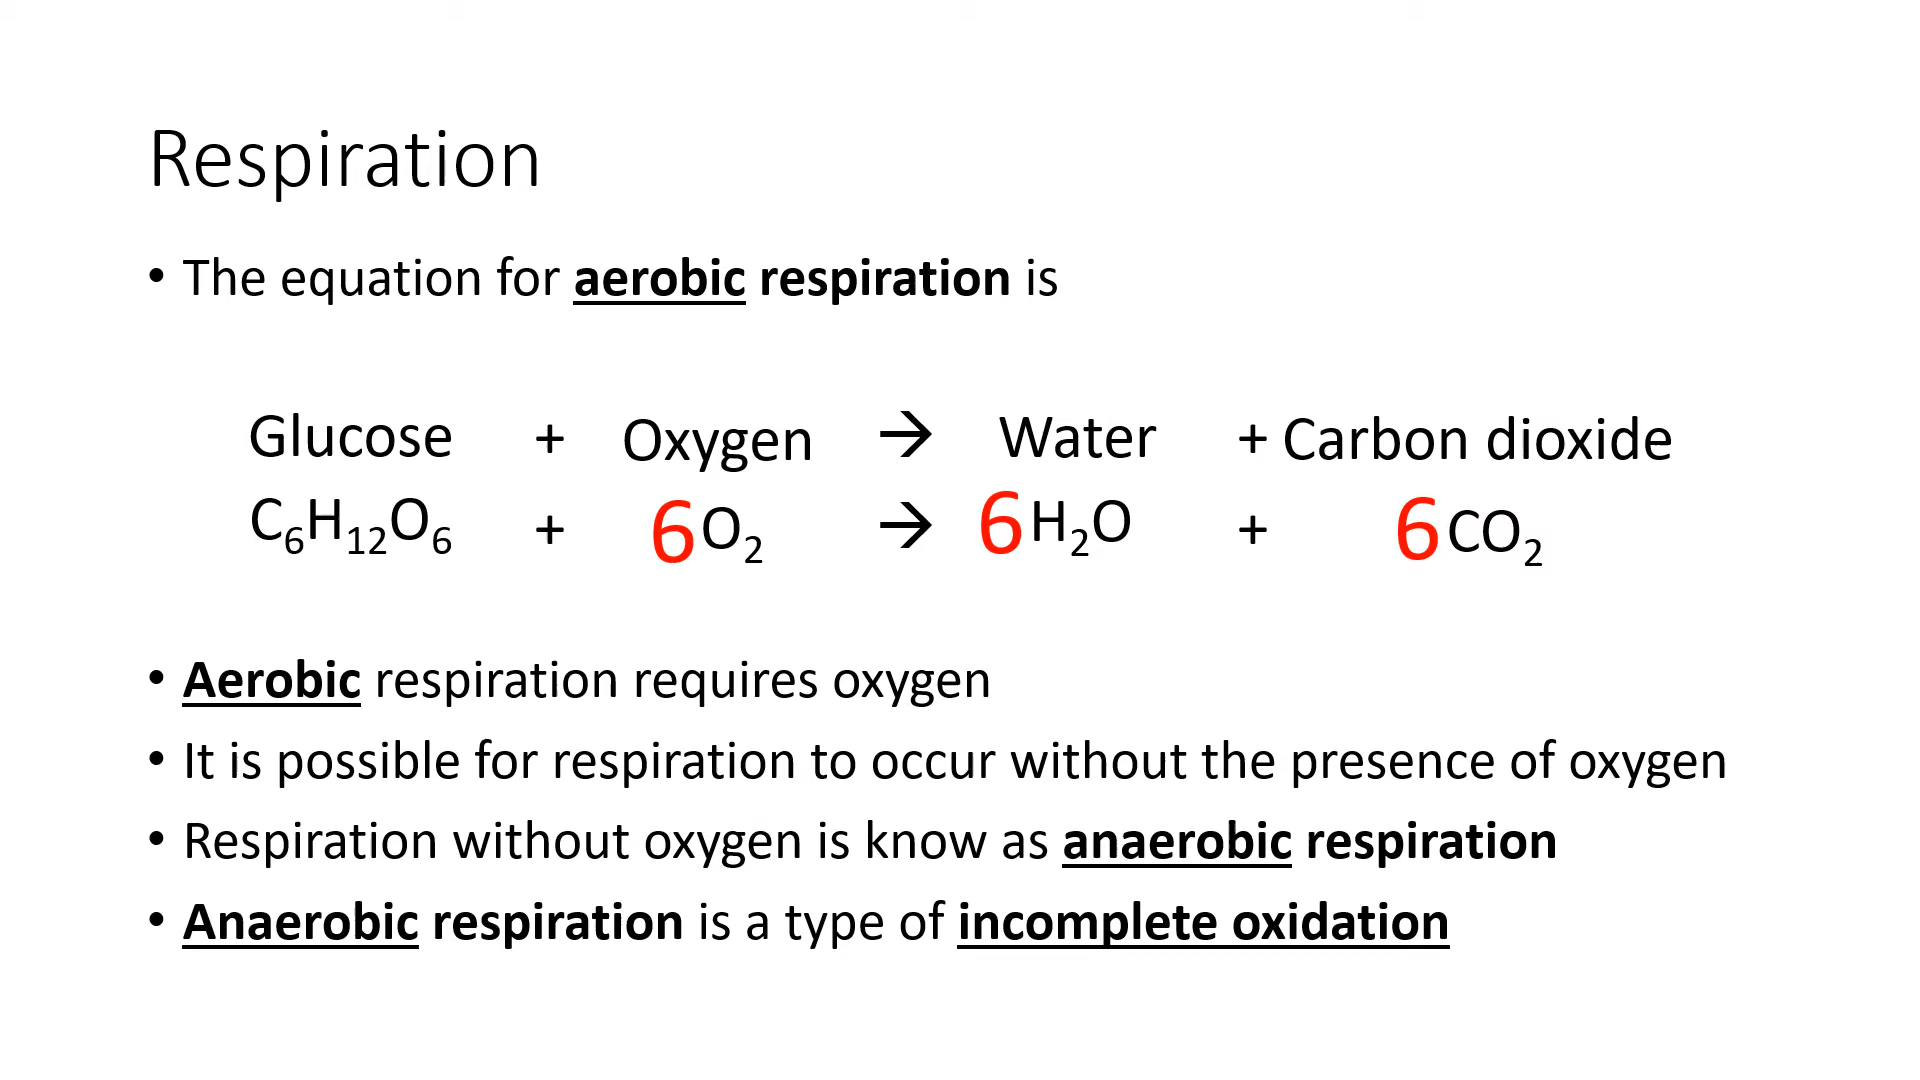 Respiration
• The equation for aerobic respiration is
Glucose + Oxygen → Water + Carbon dioxide
C₆H₁₂O₆ + 6O₂ → 6H₂O + 6CO₂
• Aerobic respiration requires oxygen
• It is possible for respiration to occur without the presence of oxygen
• Respiration without oxygen is know as anaerobic respiration
• Anaerobic respiration is a type of incomplete oxidation